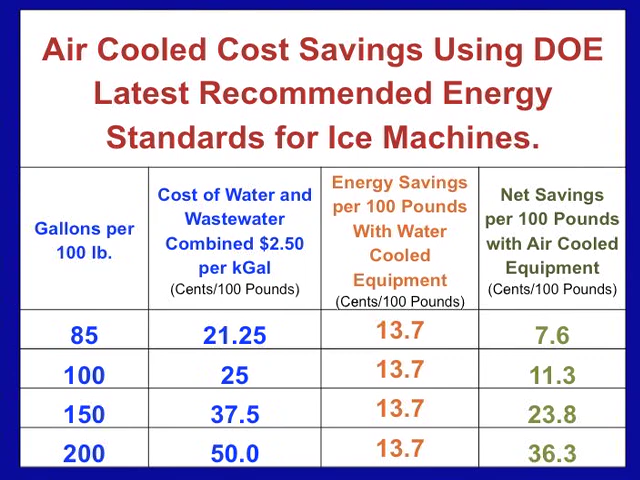 Air Cooled Cost Savings Using DOE
Latest Recommended Energy
Standards for Ice Machines.
Gallons per
100 lb.
Cost of Water and
Wastewater
Combined $2.50
per kGal
(Cents/100 Pounds)
Energy Savings
per 100 Pounds
With Water
Cooled
Equipment
(Cents/100 Pounds)
Net Savings
per 100 Pounds
with Air Cooled
Equipment
(Cents/100 Pounds)
85 21.25 13.7 7.6
100 25 13.7 11.3
150 37.5 13.7 23.8
200 50.0 13.7 36.3